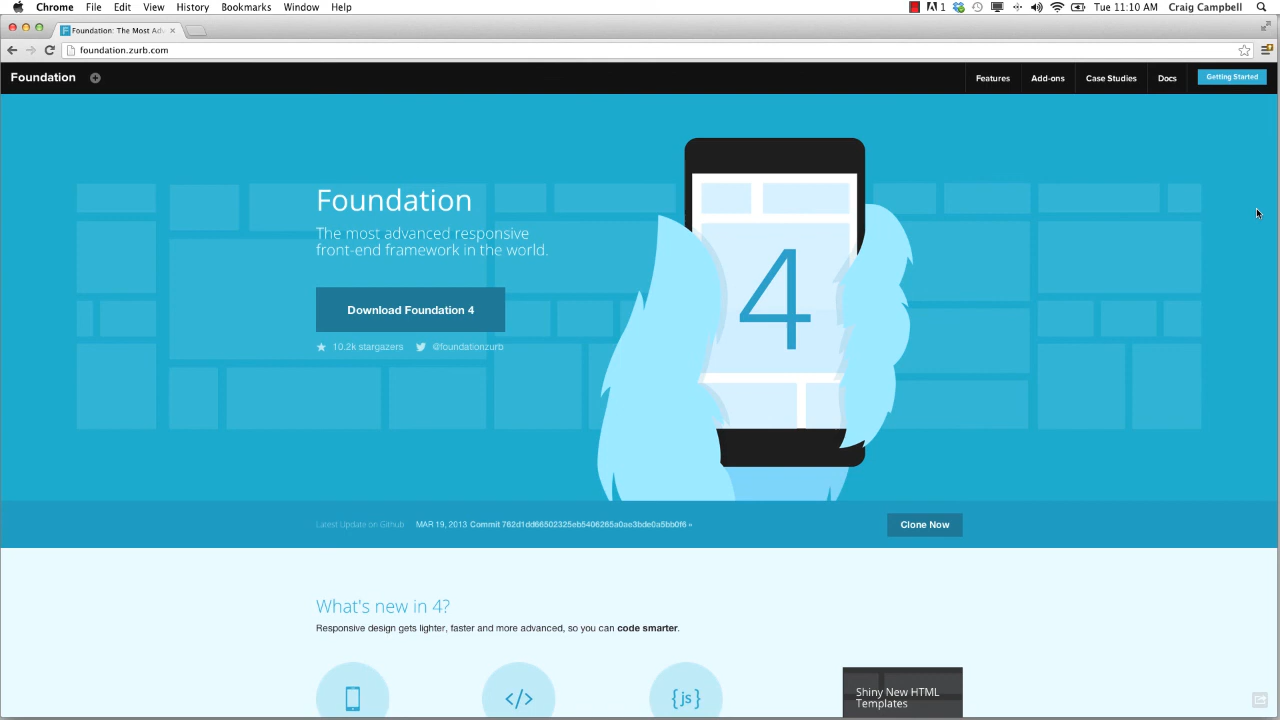 Chrome File Edit View History Bookmarks Window Help
1 Tue 11:10 AM Craig Campbell
Foundation: The Most Adv
foundation.zurb.com
Foundation
Features Add-ons Case Studies Docs Getting Started
Foundation
The most advanced responsive
front-end framework in the world.
Download Foundation 4
10.2k stargazers @foundationzurb
4
Latest Update on Github MAR 19, 2013 Commit 762d1dd66502325eb5406265a0ae3bde0a5bb0f6 »
Clone Now
What's new in 4?
Responsive design gets lighter, faster and more advanced, so you can code smarter.
</>
{js}
Shiny New HTML
Templates